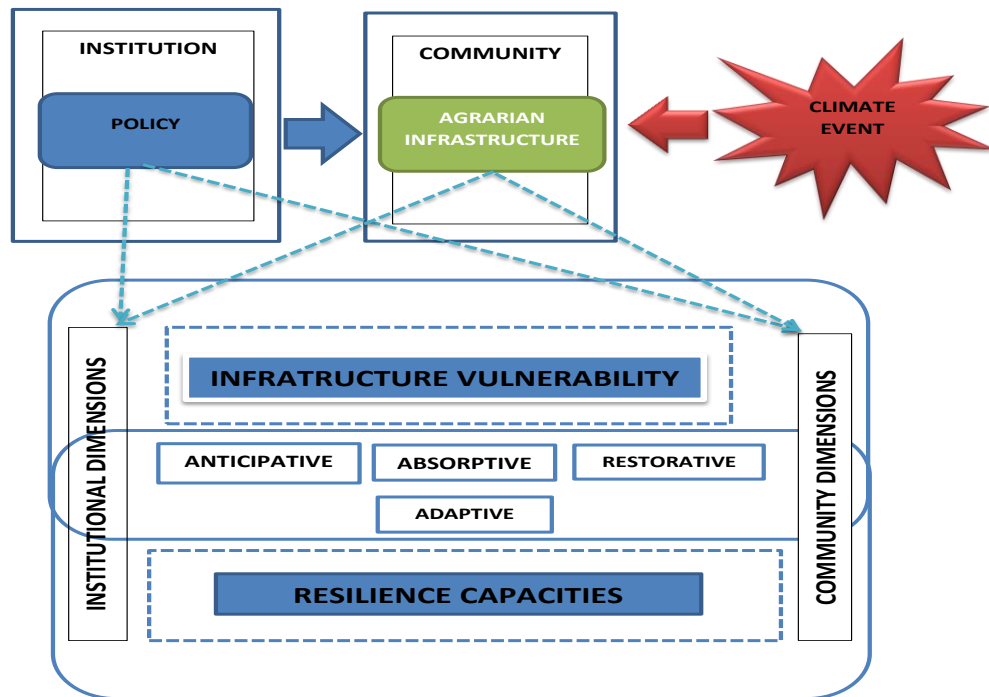 INSTITUTION
POLICY
COMMUNITY
AGRARIAN
INFRASTRUCTURE
CLIMATE
EVENT
INSTITUTIONAL DIMENSIONS
INFRATRUCTURE VULNERABILITY
ANTICIPATIVE
ABSORPTIVE
RESTORATIVE
ADAPTIVE
RESILIENCE CAPACITIES
COMMUNITY DIMENSIONS